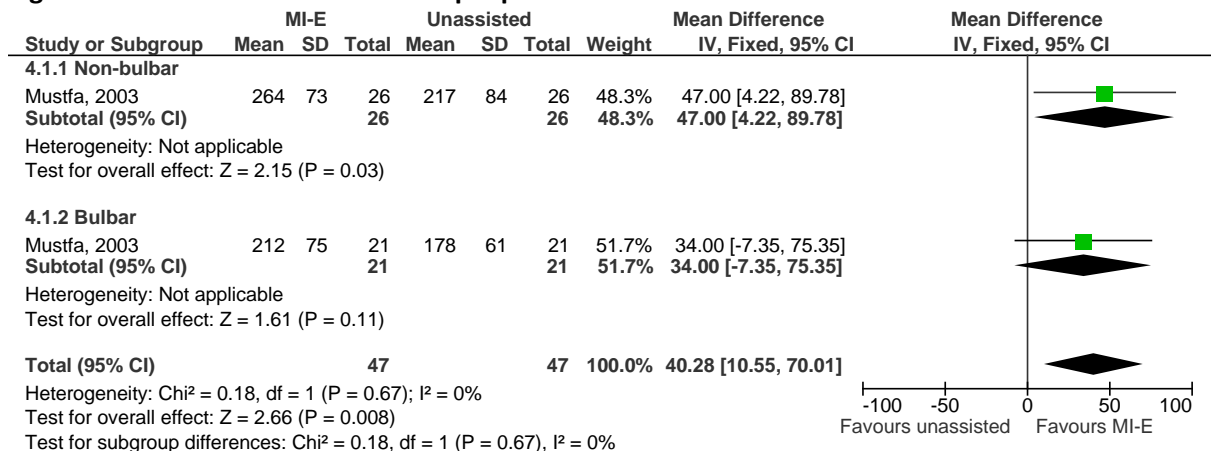 MI-E Unassisted Mean Difference Mean Difference
Study or Subgroup Mean SD Total Mean SD Total Weight IV, Fixed, 95% CI IV, Fixed, 95% CI
4.1.1 Non-bulbar
Mustfa, 2003 264 73 26 217 84 26 48.3% 47.00 [4.22, 89.78]
Subtotal (95% CI) 26 26 48.3% 47.00 [4.22, 89.78]
Heterogeneity: Not applicable
Test for overall effect: Z = 2.15 (P = 0.03)
4.1.2 Bulbar
Mustfa, 2003 212 75 21 178 61 21 51.7% 34.00 [-7.35, 75.35]
Subtotal (95% CI) 21 21 51.7% 34.00 [-7.35, 75.35]
Heterogeneity: Not applicable
Test for overall effect: Z = 1.61 (P = 0.11)
Total (95% CI) 47 47 100.0% 40.28 [10.55, 70.01]
Heterogeneity: Chi² = 0.18, df = 1 (P = 0.67); I² = 0%
Test for overall effect: Z = 2.66 (P = 0.008)
Test for subgroup differences: Chi² = 0.18, df = 1 (P = 0.67), I² = 0%
-100 -50 0 50 100
Favours unassisted Favours MI-E